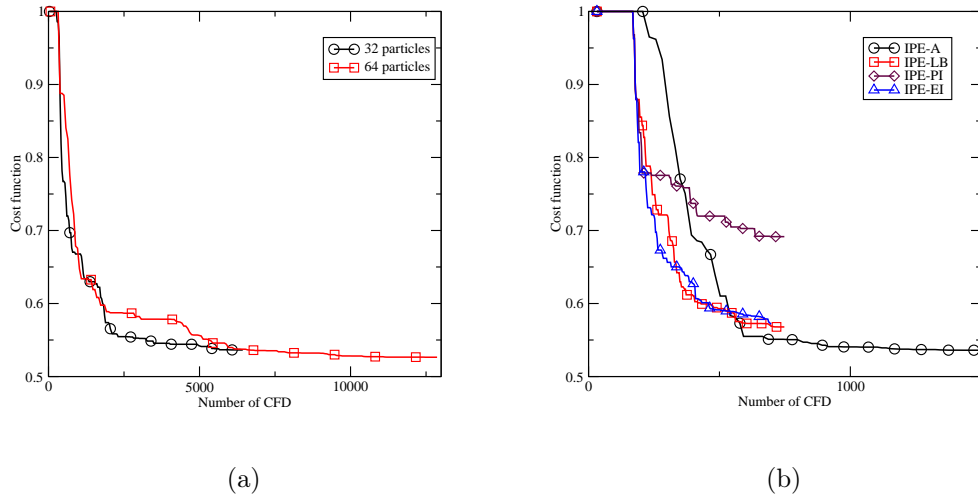 1
0.9
0.8
0.7
0.6
0.5
Cost function
0
5000
10000
Number of CFD
32 particles
64 particles
(a)
1
0.9
0.8
0.7
0.6
0.5
Cost function
0
1000
Number of CFD
IPE-A
IPE-LB
IPE-PI
IPE-EI
(b)